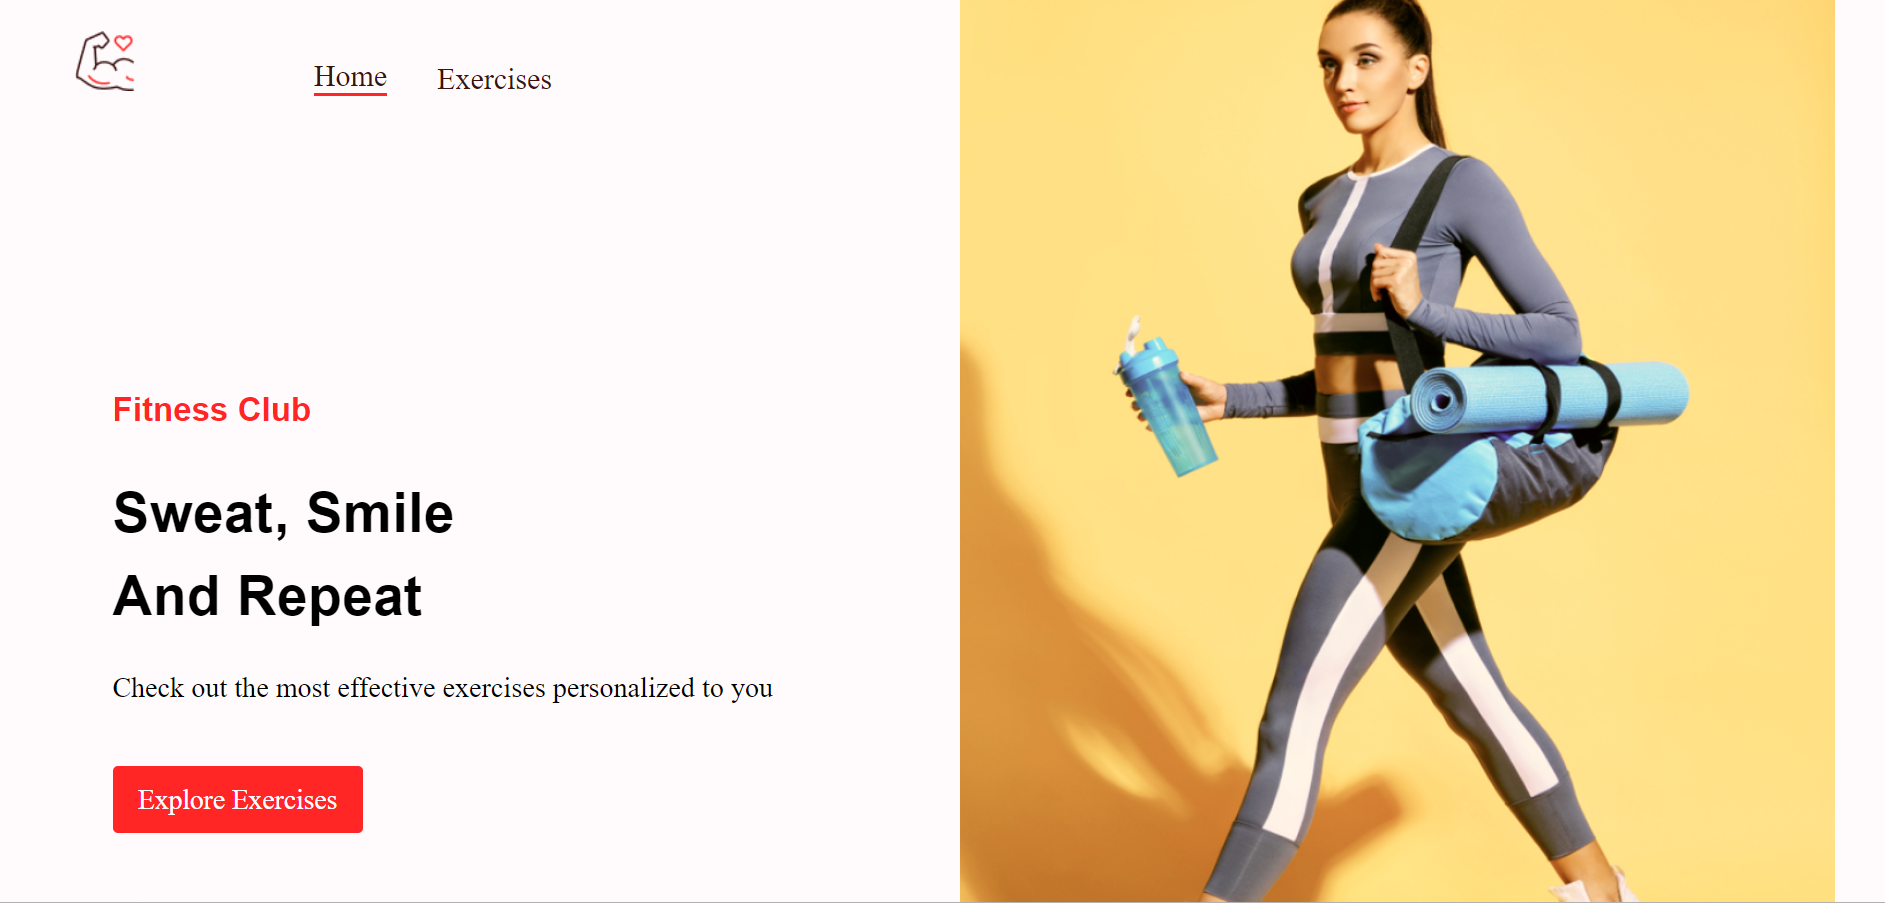 Home
Exercises
Fitness Club
Sweat, Smile
And Repeat
Check out the most effective exercises personalized to you
Explore Exercises